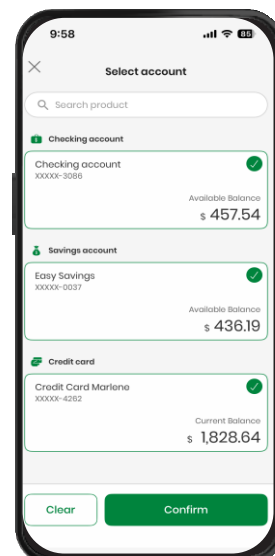 9:58
85
Select account
Search product
Checking account
Checking account
XXXXX-3086
Available Balance
$ 457.54
Savings account
Easy Savings
XXXXX-0037
Available Balance
$ 436.19
Credit card
Credit Card Marlene
XXXXX-4262
Current Balance
$ 1,828.64
Clear
Confirm